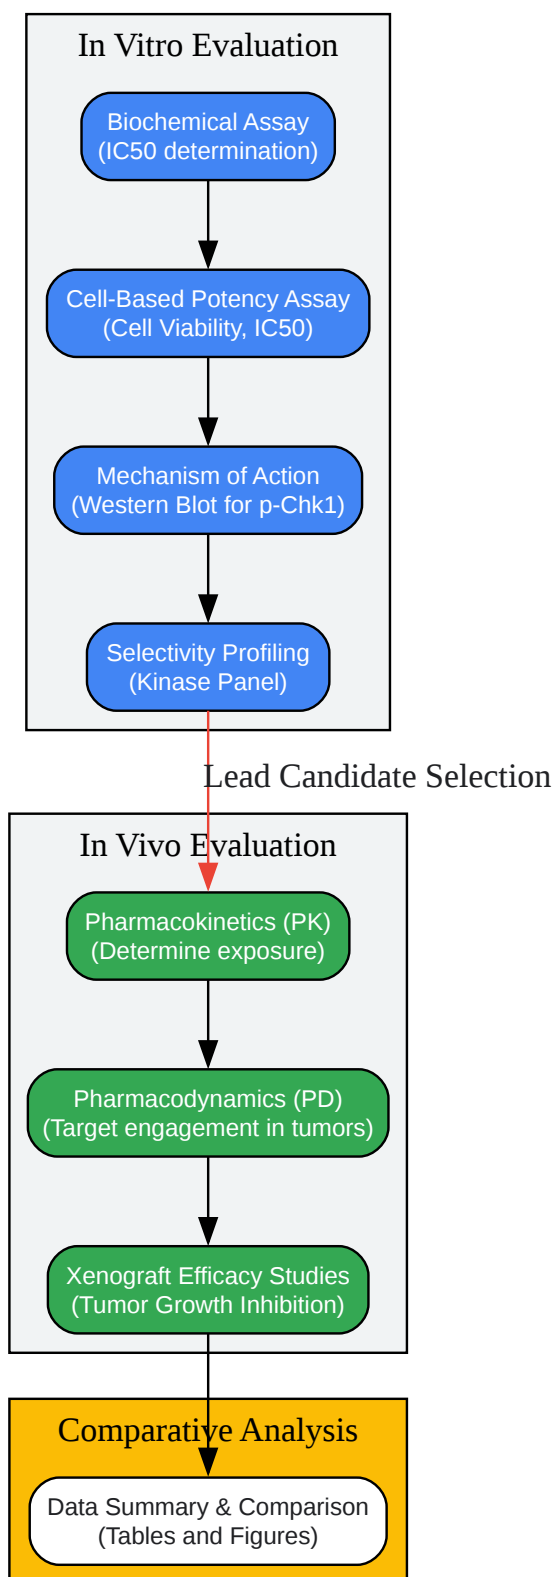 In Vitro Evaluation
Biochemical Assay
(IC50 determination)
Cell-Based Potency Assay
(Cell Viability, IC50)
Mechanism of Action
(Western Blot for p-Chk1)
Selectivity Profiling
(Kinase Panel)
Lead Candidate Selection
In Vivo Evaluation
Pharmacokinetics (PK)
(Determine exposure)
Pharmacodynamics (PD)
(Target engagement in tumors)
Xenograft Efficacy Studies
(Tumor Growth Inhibition)
Comparative Analysis
Data Summary & Comparison
(Tables and Figures)